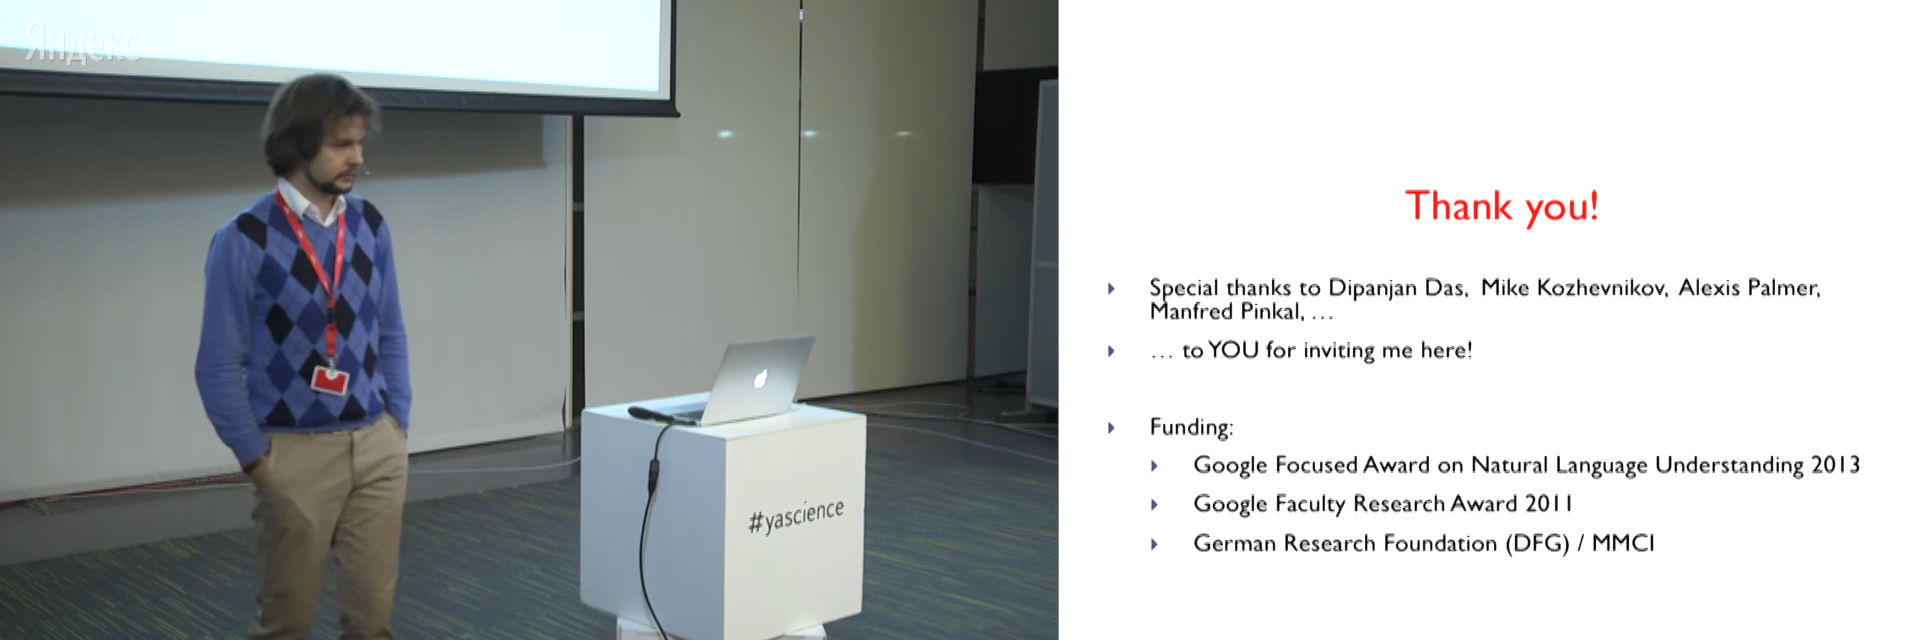 Яндекс
#yascience
Thank you!
Special thanks to Dipanjan Das, Mike Kozhevnikov, Alexis Palmer,
Manfred Pinkal, ...
... to YOU for inviting me here!
Funding:
Google Focused Award on Natural Language Understanding 2013
Google Faculty Research Award 2011
German Research Foundation (DFG) / MMCI